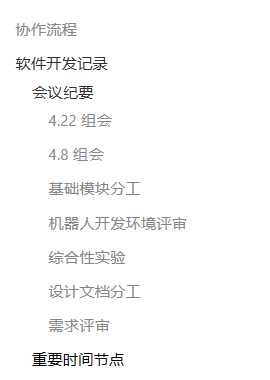 协作流程
软件开发记录
会议纪要
4.22 组会
4.8 组会
基础模块分工
机器人开发环境评审
综合性实验
设计文档分工
需求评审
重要时间节点